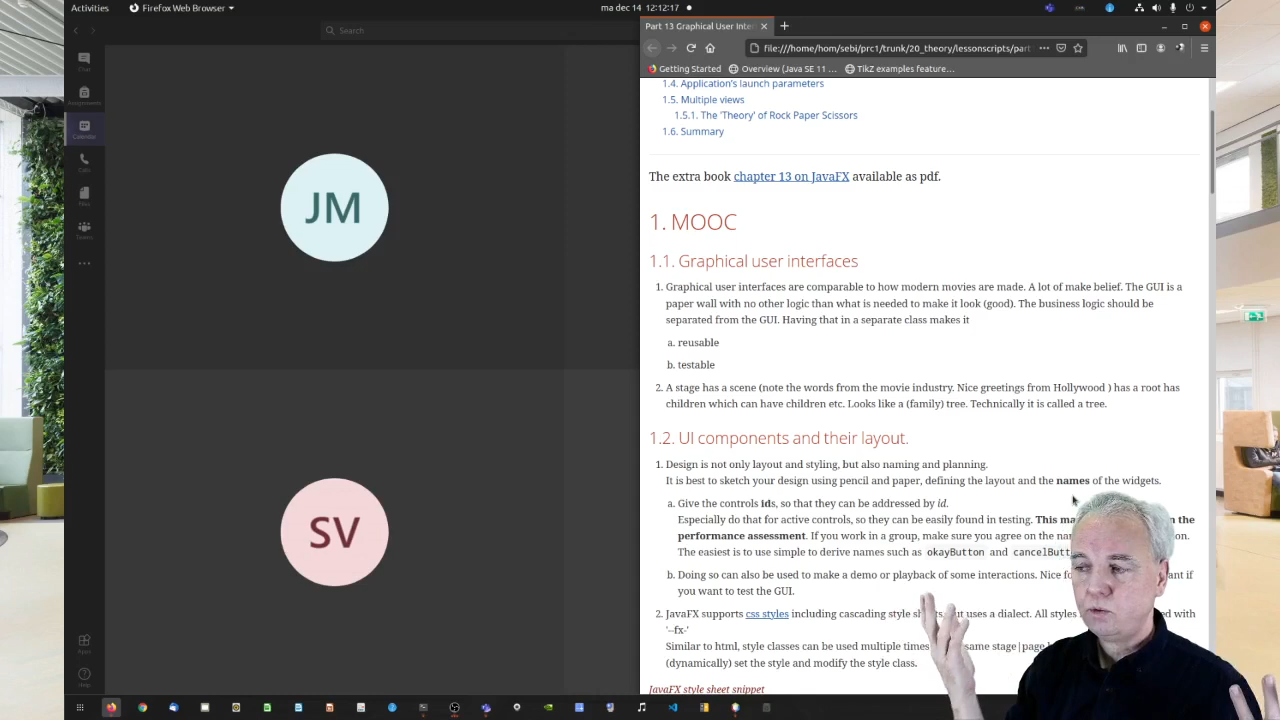 Activities
Firefox Web Browser
ma dec 14 12:12:17
Search
Chat
Assignments
Calendar
Calls
Files
Teams
Apps
Help
JM
SV
Part 13 Graphical User Inter
file:///home/hom/sebi/prc1/trunk/20_theory/lessonscripts/part
Getting Started
Overview (Java SE 11 ...
TikZ examples feature...
1.4. Application's launch parameters
1.5. Multiple views
1.5.1. The 'Theory' of Rock Paper Scissors
1.6. Summary
The extra book chapter 13 on JavaFX available as pdf.
1. MOOC
1.1. Graphical user interfaces
1. Graphical user interfaces are comparable to how modern movies are made. A lot of make belief. The GUI is a
paper wall with no other logic than what is needed to make it look (good). The business logic should be
separated from the GUI. Having that in a separate class makes it
a. reusable
b. testable
2. A stage has a scene (note the words from the movie industry. Nice greetings from Hollywood ) has a root has
children which can have children etc. Looks like a (family) tree. Technically it is called a tree.
1.2. UI components and their layout.
1. Design is not only layout and styling, but also naming and planning.
It is best to sketch your design using pencil and paper, defining the layout and the names of the widgets.
a. Give the controls ids, so that they can be addressed by id.
Especially do that for active controls, so they can be easily found in testing. This n the
performance assessment. If you work in a group, make sure you agree on the on.
The easiest is to use simple to derive names such as okayButton and cancelButt
b. Doing so can also be used to make a demo or playback of some interactions. Nice ant if
you want to test the GUI.
2. JavaFX supports css styles including cascading style but uses a dialect. All styles with
'--fx-'
Similar to html, style classes can be used multiple times same stage|page
(dynamically) set the style and modify the style class.
JavaFX style sheet snippet